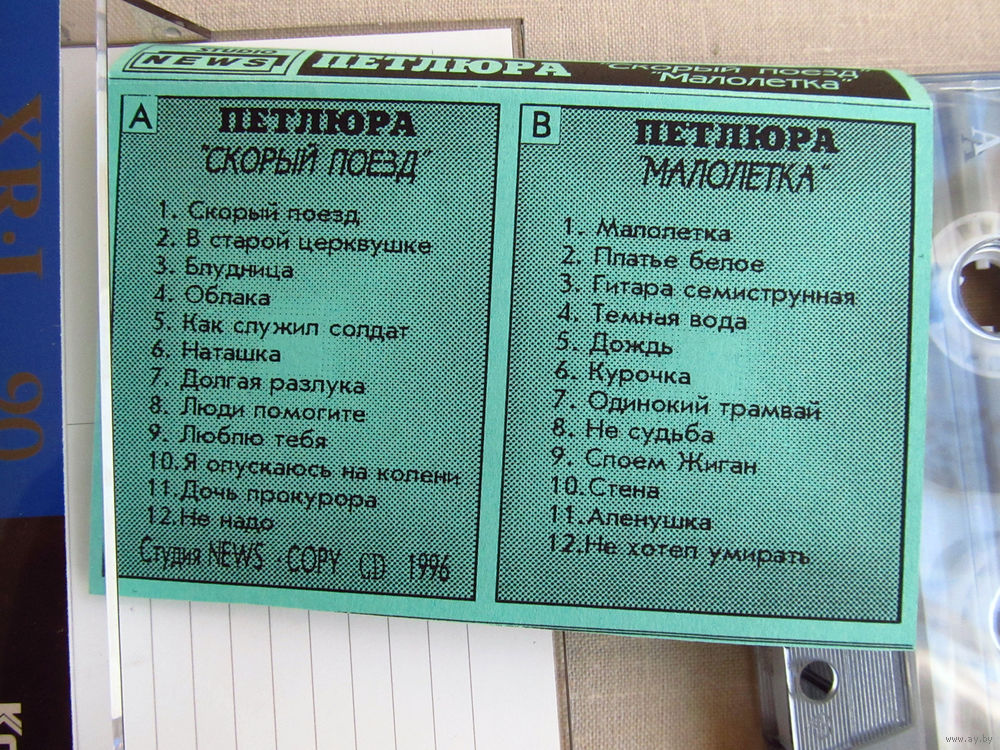 STUDIO
NEWS
ПЕТЛЮРА
"Скорый поезд"
"Малолетка"
A
ПЕТЛЮРА
"СКОРЫЙ ПОЕЗД"
1. Скорый поезд
2. В старой церквушке
3. Блудница
4. Облака
5. Как служил солдат
6. Наташка
7. Долгая разлука
8. Люди помогите
9. Люблю тебя
10. Я опускаюсь на колени
11. Дочь прокурора
12. Не надо
Студия NEWS · COPY CD 1996
B
ПЕТЛЮРА
"МАЛОЛЕТКА"
1. Малолетка
2. Платье белое
3. Гитара семиструнная
4. Темная вода
5. Дождь
6. Курочка
7. Одинокий трамвай
8. Не судьба
9. Споем Жиган
10. Стена
11. Аленушка
12. Не хотел умирать
XR·I 90
A
www.ay.by